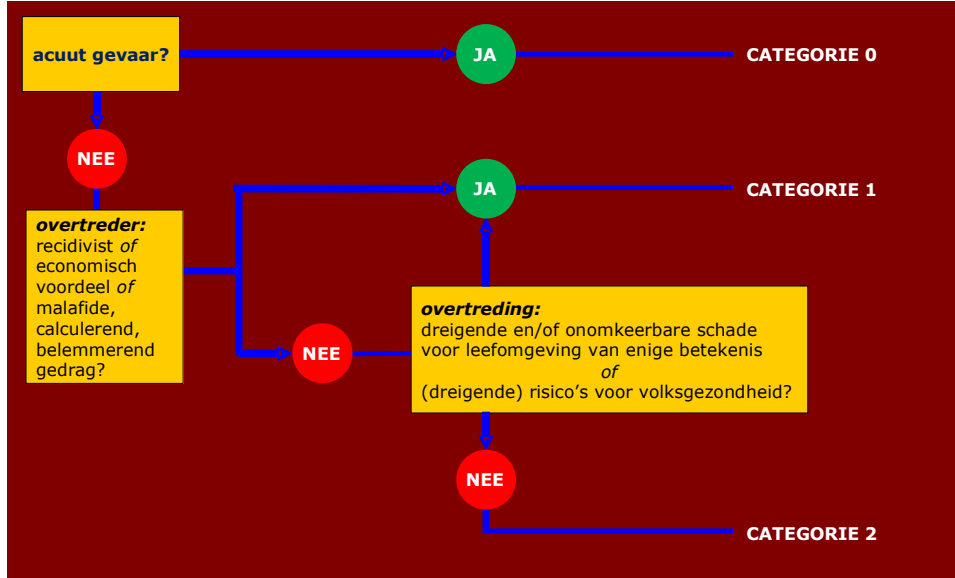 acuut gevaar?
JA
CATEGORIE 0
NEE
JA
CATEGORIE 1
overtreder:
recidivist of
economisch
voordeel of
malafide,
calculerend,
belemmerend
gedrag?
NEE
overtreding:
dreigende en/of onomkeerbare schade
voor leefomgeving van enige betekenis
of
(dreigende) risico’s voor volksgezondheid?
NEE
CATEGORIE 2